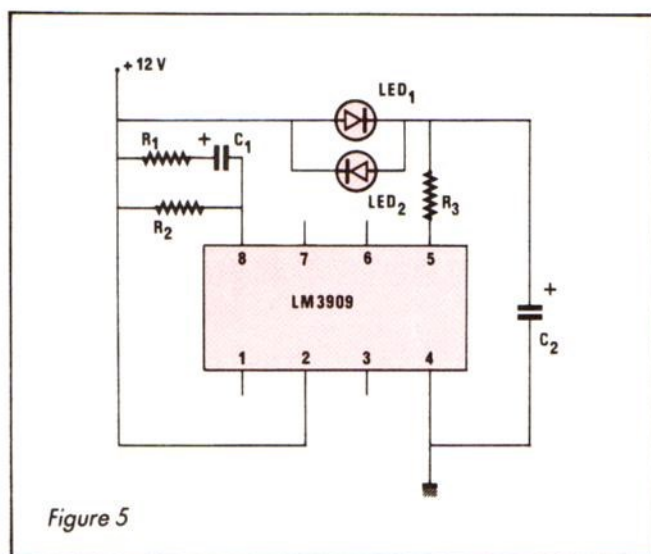 + 12 V
LED₁
R₁
+
C₁
LED₂
R₃
R₂
8 7 6 5
LM3909
+
C₂
1 2 3 4
Figure 5